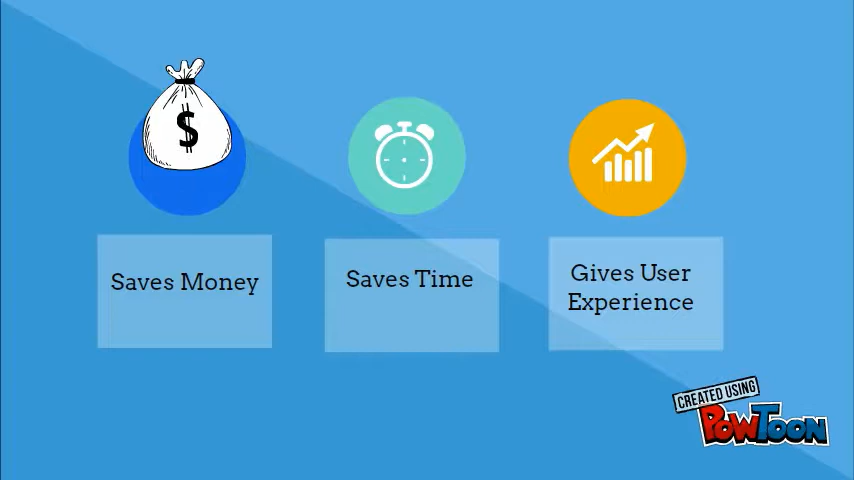 $
Saves Money
Saves Time
Gives User
Experience
CREATED USING
POWTOON